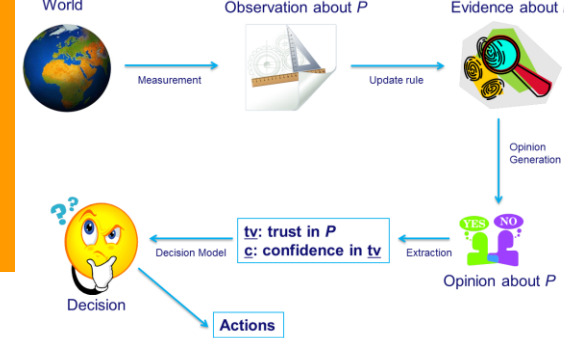 World
Observation about P
Evidence about
Measurement
Update rule
Opinion
Generation
YES NO
tv: trust in P
c: confidence in tv
Decision Model
Extraction
Opinion about P
??
Decision
Actions